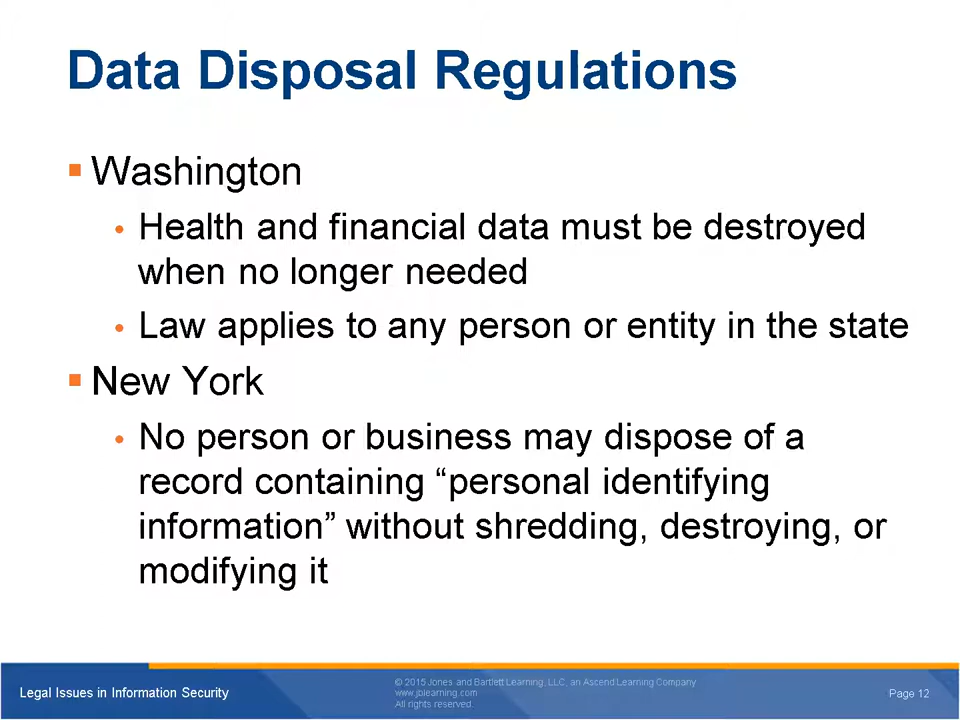 Data Disposal Regulations
Washington
Health and financial data must be destroyed
when no longer needed
Law applies to any person or entity in the state
New York
No person or business may dispose of a
record containing “personal identifying
information” without shredding, destroying, or
modifying it
Legal Issues in Information Security
© 2015 Jones and Bartlett Learning, LLC, an Ascend Learning Company
www.jblearning.com
All rights reserved.
Page 12